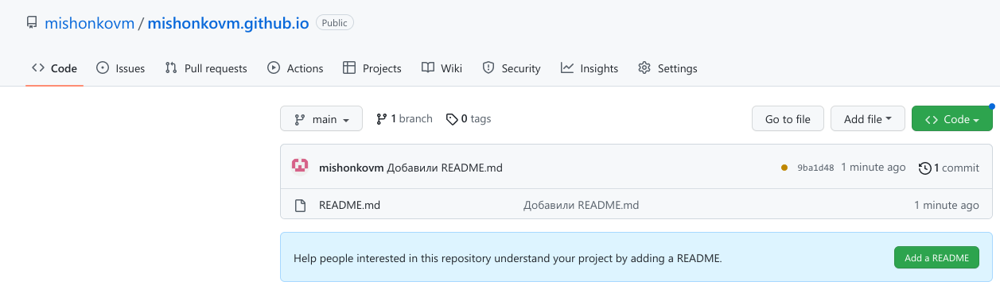 mishonkovm / mishonkovm.github.io Public
Code Issues Pull requests Actions Projects Wiki Security Insights Settings
main 1 branch 0 tags Go to file Add file Code
mishonkovm Добавили README.md 9ba1d48 1 minute ago 1 commit
README.md Добавили README.md 1 minute ago
Help people interested in this repository understand your project by adding a README. Add a README